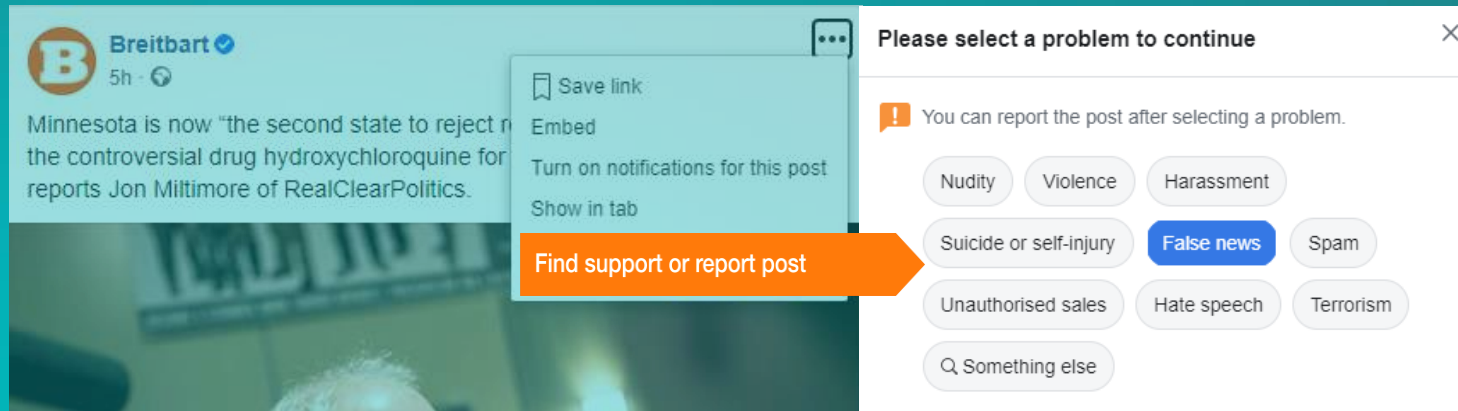 B
Breitbart
5h
Minnesota is now “the second state to reject
the controversial drug hydroxychloroquine for
reports Jon Miltimore of RealClearPolitics.
...
Save link
Embed
Turn on notifications for this post
Show in tab
Find support or report post
Please select a problem to continue
You can report the post after selecting a problem.
Nudity
Violence
Harassment
Suicide or self-injury
False news
Spam
Unauthorised sales
Hate speech
Terrorism
Something else